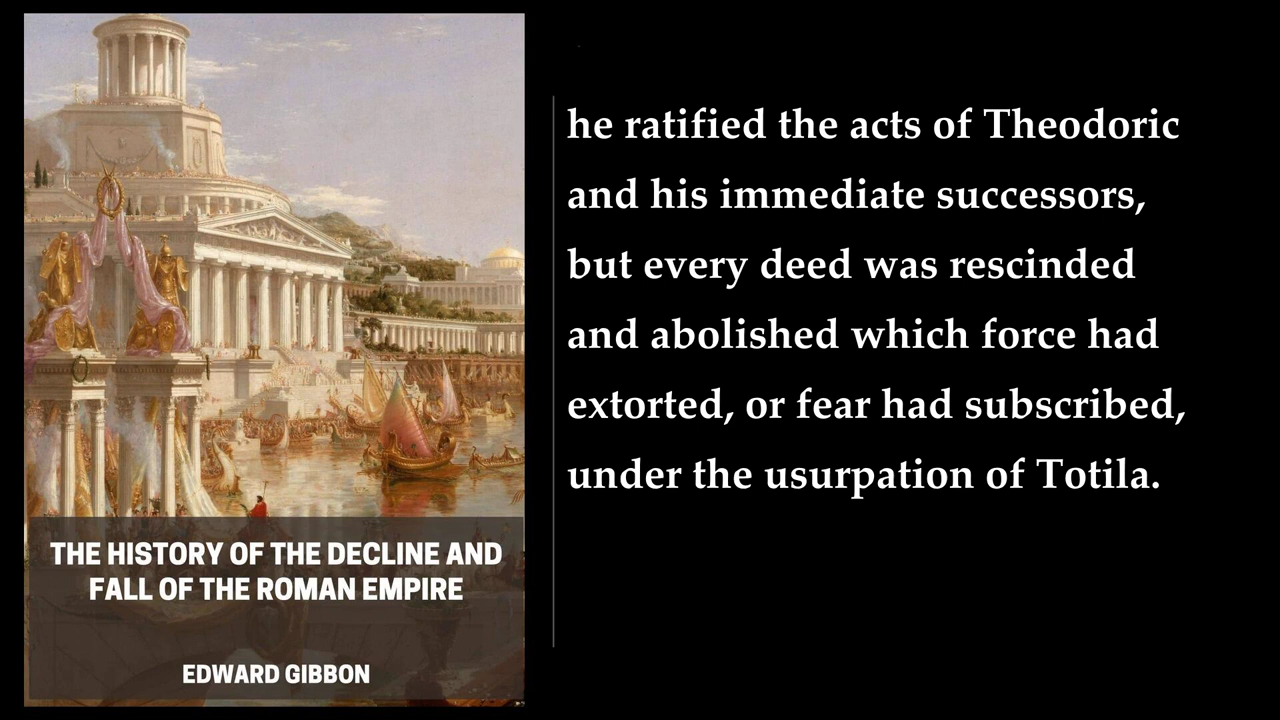 he ratified the acts of Theodoric
and his immediate successors,
but every deed was rescinded
and abolished which force had
extorted, or fear had subscribed,
under the usurpation of Totila.
THE HISTORY OF THE DECLINE AND
FALL OF THE ROMAN EMPIRE
EDWARD GIBBON